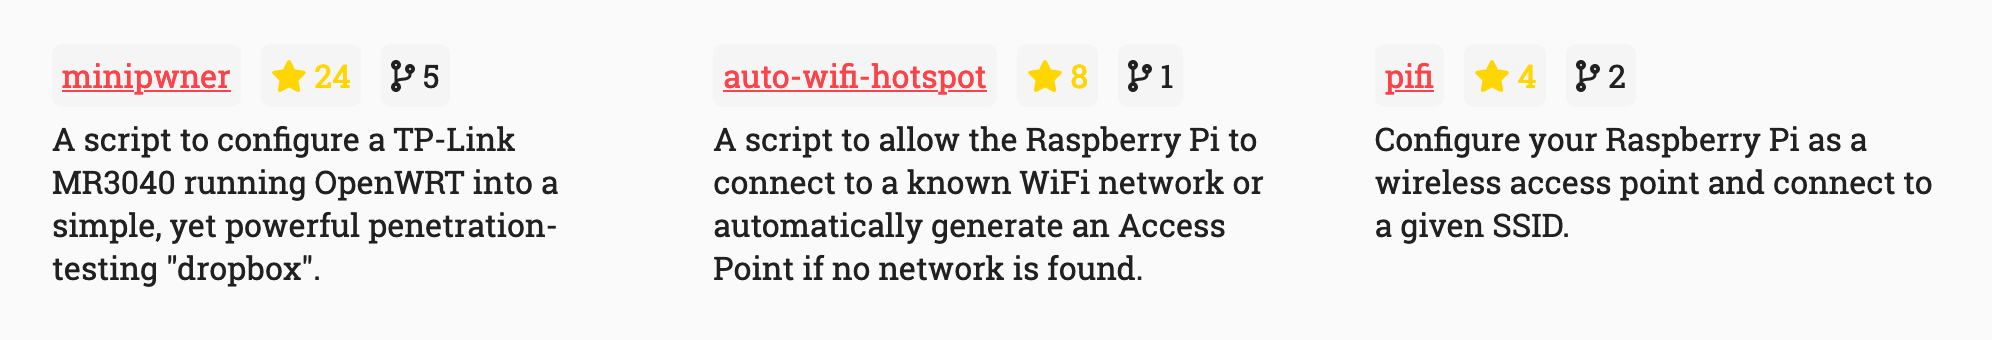 minipwner 24 5
A script to configure a TP-Link
MR3040 running OpenWRT into a
simple, yet powerful penetration-
testing "dropbox".
auto-wifi-hotspot 8 1
A script to allow the Raspberry Pi to
connect to a known WiFi network or
automatically generate an Access
Point if no network is found.
pifi 4 2
Configure your Raspberry Pi as a
wireless access point and connect to
a given SSID.